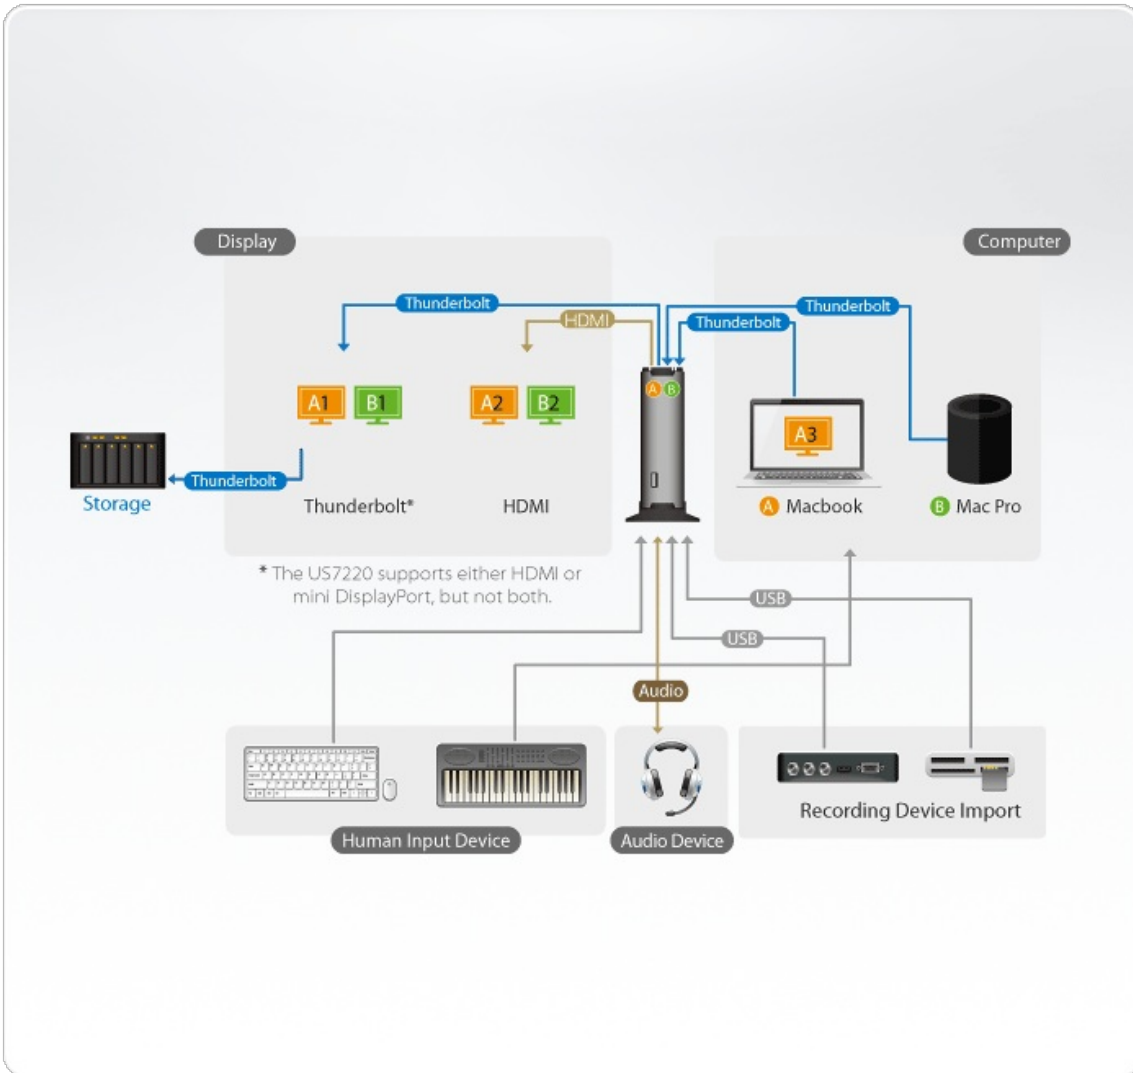 Display
Computer
Thunderbolt
Thunderbolt
HDMI
Thunderbolt
A B
A1
B1
A2
B2
A3
Thunderbolt
Storage
Thunderbolt*
HDMI
A Macbook
B Mac Pro
* The US7220 supports either HDMI or
mini DisplayPort, but not both.
USB
USB
Audio
Recording Device Import
Human Input Device
Audio Device